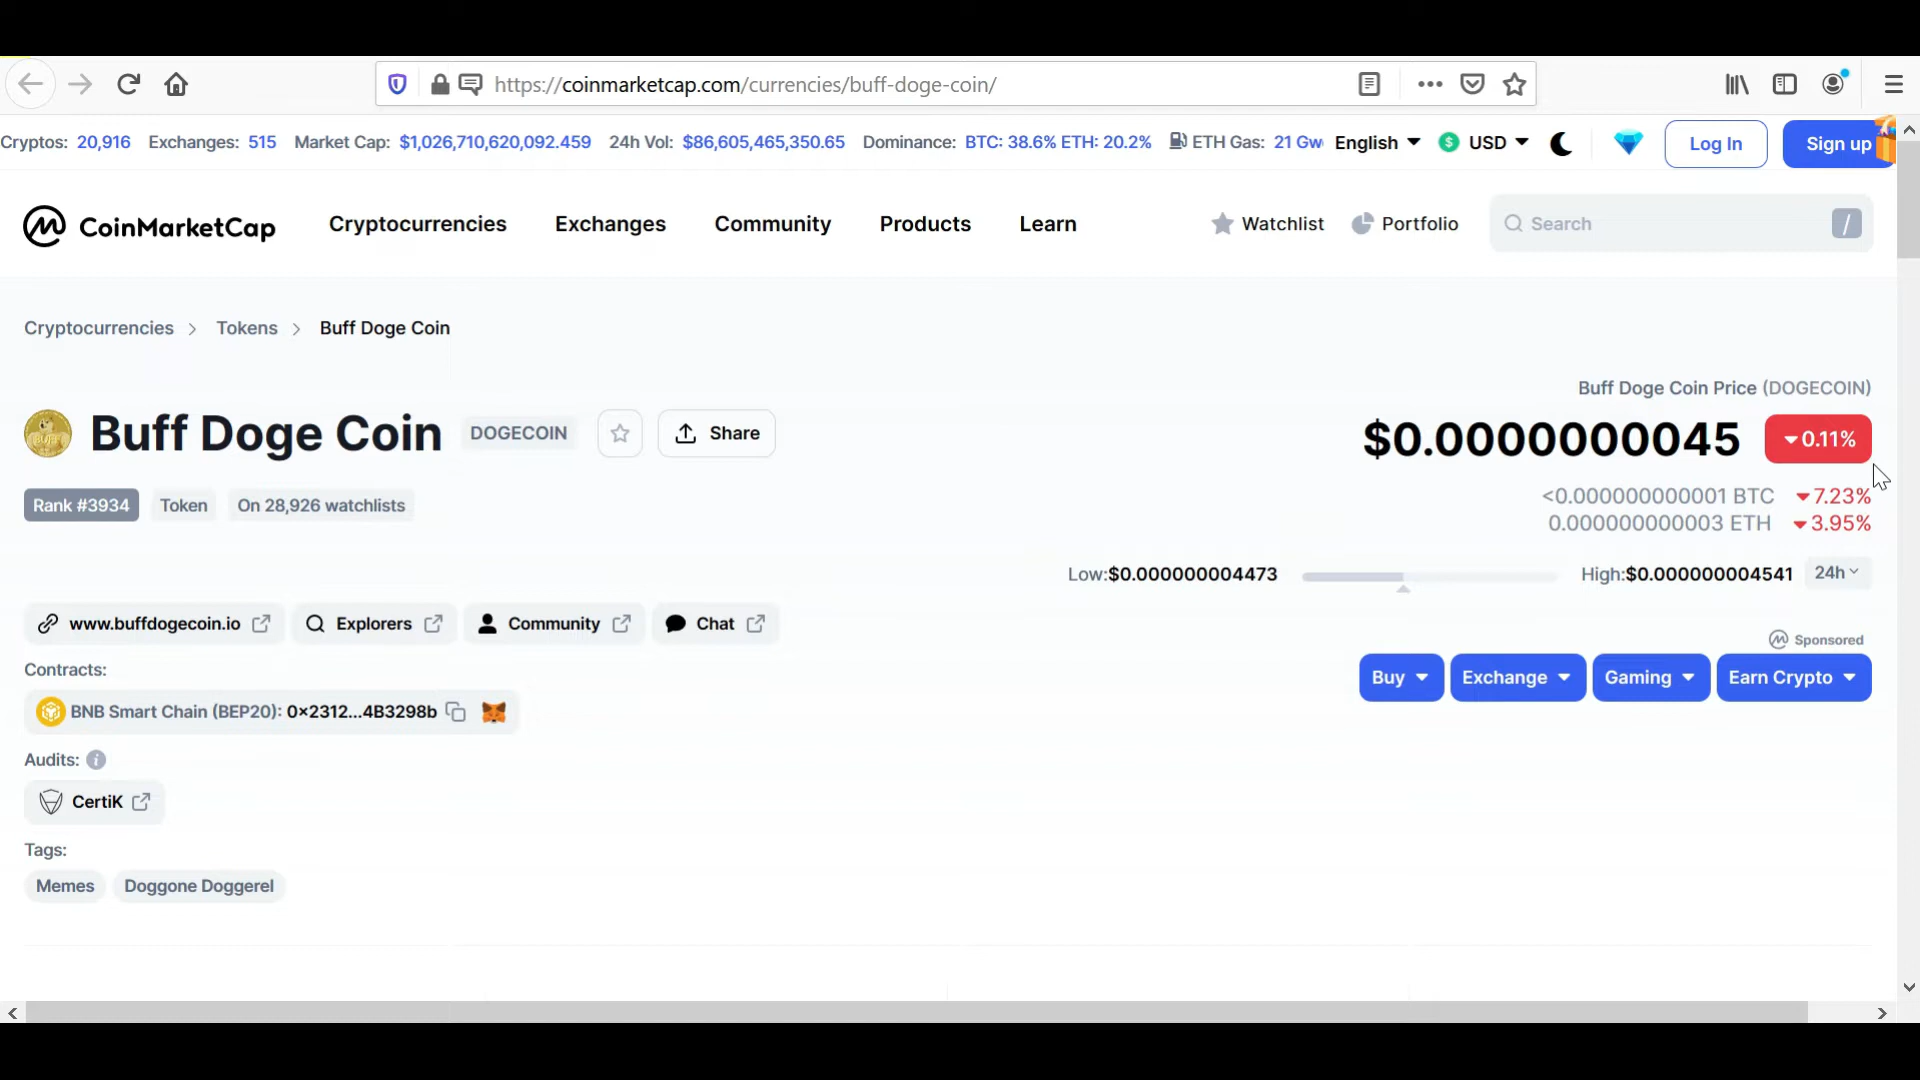 https://coinmarketcap.com/currencies/buff-doge-coin/
Cryptos: 20,916 Exchanges: 515 Market Cap: $1,026,710,620,092.459 24h Vol: $86,605,465,350.65 Dominance: BTC: 38.6% ETH: 20.2% ETH Gas: 21 Gw English $ USD Log In Sign up
CoinMarketCap Cryptocurrencies Exchanges Community Products Learn Watchlist Portfolio Search /
Cryptocurrencies > Tokens > Buff Doge Coin
Buff Doge Coin Price (DOGECOIN)
BUFF Buff Doge Coin DOGECOIN Share $0.0000000045 0.11%
Rank #3934 Token On 28,926 watchlists <0.000000000001 BTC 7.23%
0.000000000003 ETH 3.95%
Low:$0.000000004473 High:$0.000000004541 24h
www.buffdogecoin.io Explorers Community Chat
Sponsored
Contracts:
Buy Exchange Gaming Earn Crypto
BNB Smart Chain (BEP20): 0x2312...4B3298b
Audits: i
CertiK
Tags:
Memes Doggone Doggerel